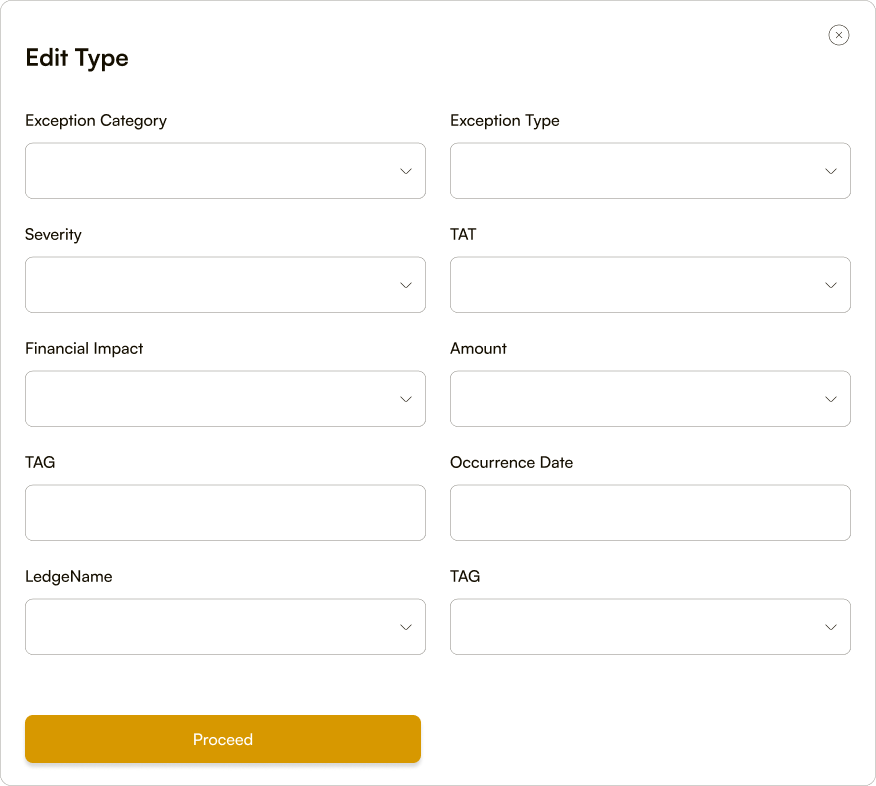 Edit Type
Exception Category
Exception Type
Severity
TAT
Financial Impact
Amount
TAG
Occurrence Date
LedgeName
TAG
Proceed